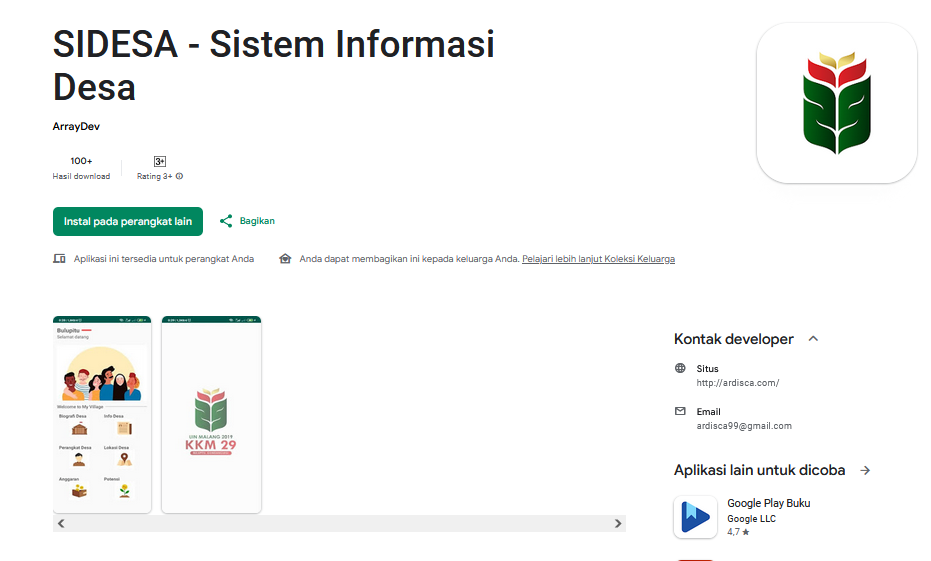 SIDESA - Sistem Informasi
Desa
ArrayDev
100+
Hasil download
3+
Rating 3+
Instal pada perangkat lain
Bagikan
Aplikasi ini tersedia untuk perangkat Anda
Anda dapat membagikan ini kepada keluarga Anda. Pelajari lebih lanjut Koleksi Keluarga
Bulupitu
Selamat datang
Welcome to My Village
Biografi Desa
Info Desa
Perangkat Desa
Lokasi Desa
Anggaran
Potensi
UIN MALANG 2019
KKM 29
Kontak developer
Situs
http://ardisca.com/
Email
ardisca99@gmail.com
Aplikasi lain untuk dicoba
Google Play Buku
Google LLC
4,7